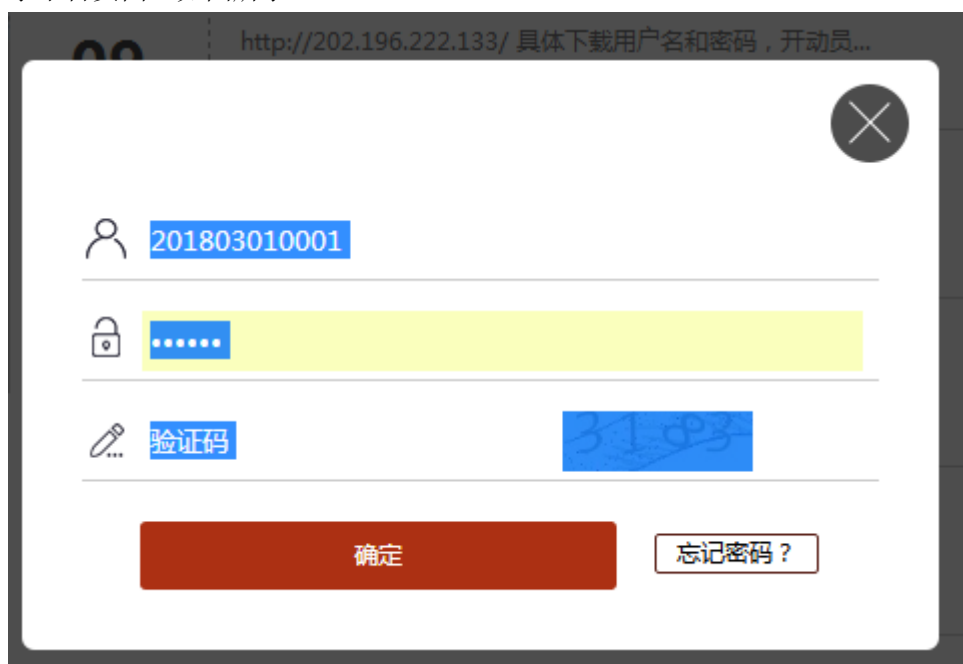 http://202.196.222.133/ 具体下载用户名和密码，开动员...
201803010001
••••••
验证码
确定
忘记密码？